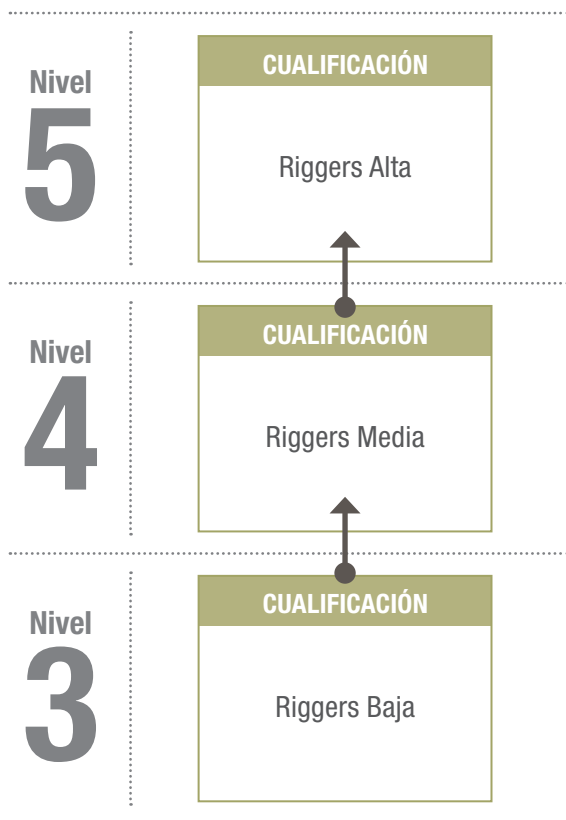 Nivel
5
CUALIFICACIÓN
Riggers Alta
Nivel
4
CUALIFICACIÓN
Riggers Media
Nivel
3
CUALIFICACIÓN
Riggers Baja